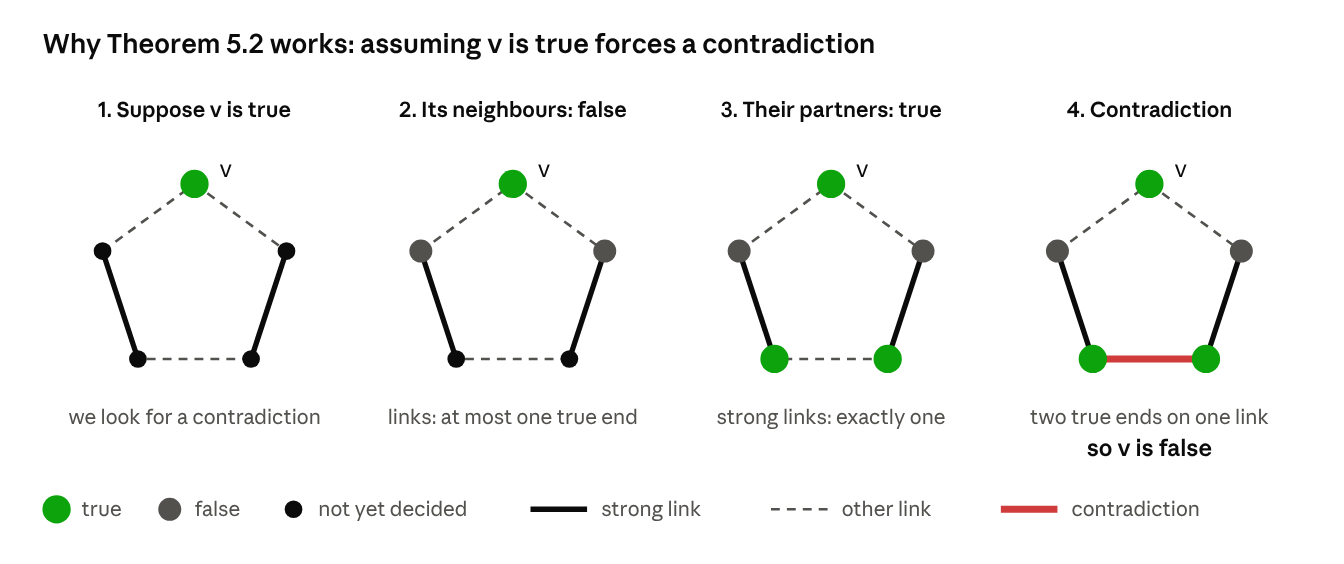 Why Theorem 5.2 works: assuming v is true forces a contradiction
1. Suppose v is true
2. Its neighbours: false
3. Their partners: true
4. Contradiction
v
v
v
v
we look for a contradiction
links: at most one true end
strong links: exactly one
two true ends on one link
so v is false
true
false
not yet decided
strong link
other link
contradiction